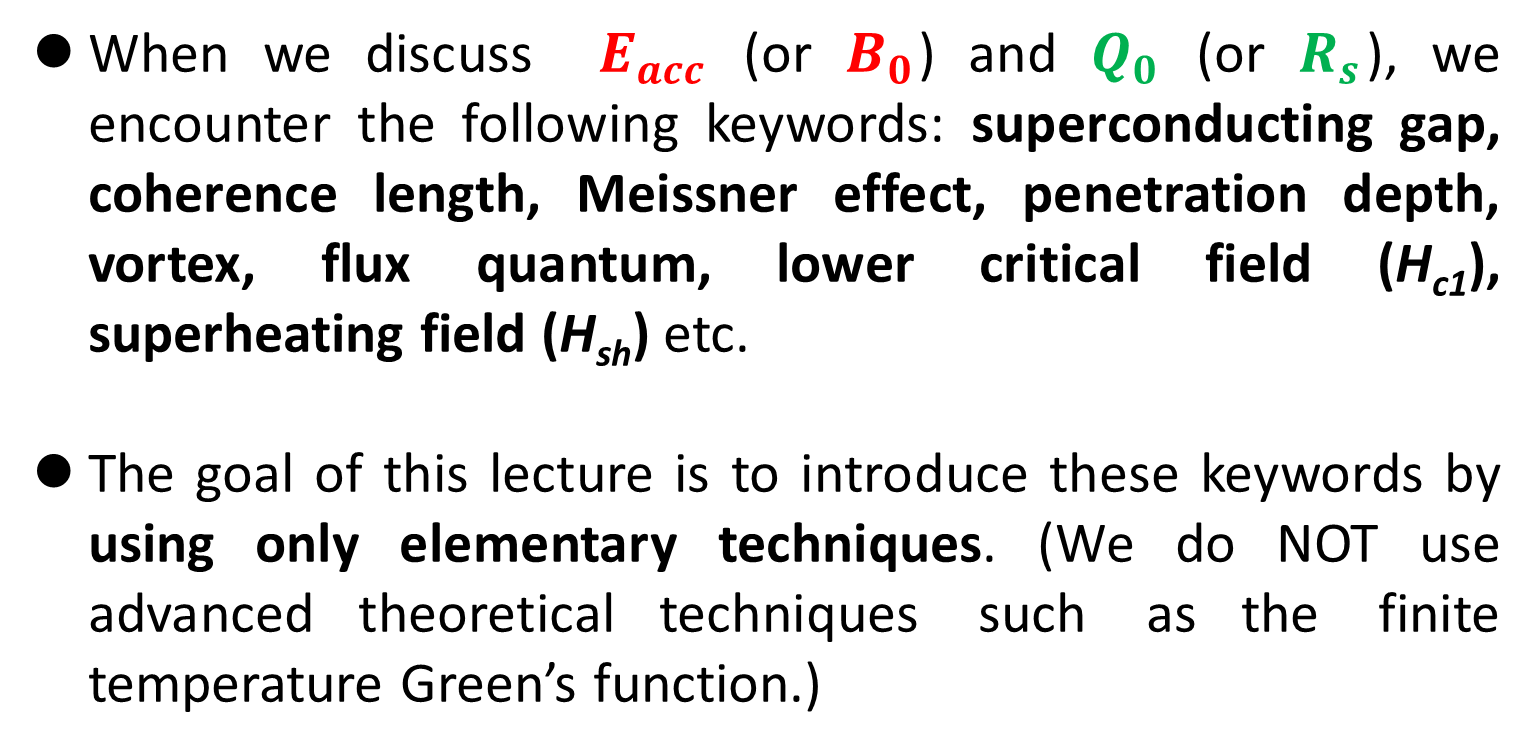 ● When we discuss E_acc (or B_0) and Q_0 (or R_s), we
encounter the following keywords: superconducting gap,
coherence length, Meissner effect, penetration depth,
vortex, flux quantum, lower critical field (H_c1),
superheating field (H_sh) etc.
● The goal of this lecture is to introduce these keywords by
using only elementary techniques. (We do NOT use
advanced theoretical techniques such as the finite
temperature Green’s function.)